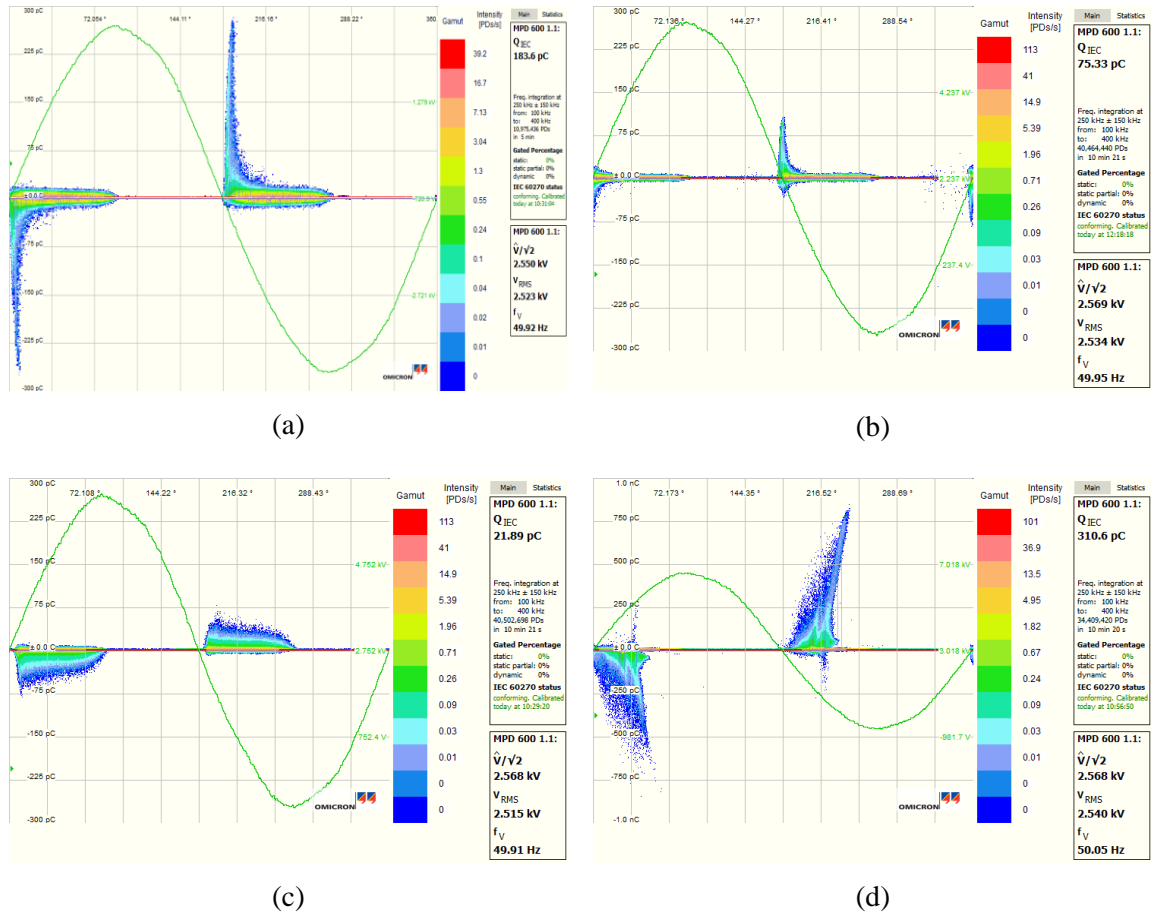 300 pC
72.054 °
144.11 °
216.16 °
288.22 °
360.
225 pC
150 pC
75 pC
± 0.0 C
-75 pC
-150 pC
-225 pC
-300 pC
1.279 kV
-2.721 kV
OMICRON
Gamut
Intensity
[PDs/s]
39.2
16.7
7.13
3.04
1.3
0.55
0.24
0.1
0.04
0.02
0.01
0
Main Statistics
MPD 600 1.1:
Q IEC
183.6 pC
Freq. integration at
250 kHz ± 150 kHz
from: 100 kHz
to: 400 kHz
10,975,436 PDs
in 5 min
Gated Percentage
static: 0%
static partial: 0%
dynamic 0%
IEC 60270 status
conforming. Calibrated
today at 10:31:04
MPD 600 1.1:
V̂/√2
2.550 kV
V RMS
2.523 kV
f V
49.92 Hz
(a)
300 pC
72.136 °
144.27 °
216.41 °
288.54 °
225 pC
150 pC
75 pC
± 0.0 C
-75 pC
-150 pC
-225 pC
-300 pC
4.237 kV
2.237 kV
237.4 V
OMICRON
Gamut
Intensity
[PDs/s]
113
41
14.9
5.39
1.96
0.71
0.26
0.09
0.03
0.01
0
0
Main Statistics
MPD 600 1.1:
Q IEC
75.33 pC
Freq. integration at
250 kHz ± 150 kHz
from: 100 kHz
to: 400 kHz
40,464,440 PDs
in 10 min 21 s
Gated Percentage
static: 0%
static partial: 0%
dynamic 0%
IEC 60270 status
conforming. Calibrated
today at 12:18:18
MPD 600 1.1:
V̂/√2
2.569 kV
V RMS
2.534 kV
f V
49.95 Hz
(b)
300 pC
72.108 °
144.22 °
216.32 °
288.43 °
225 pC
150 pC
75 pC
± 0.0 C
-75 pC
-150 pC
-225 pC
-300 pC
4.752 kV
2.752 kV
752.4 V
OMICRON
Gamut
Intensity
[PDs/s]
113
41
14.9
5.39
1.96
0.71
0.26
0.09
0.03
0.01
0
0
Main Statistics
MPD 600 1.1:
Q IEC
21.89 pC
Freq. integration at
250 kHz ± 150 kHz
from: 100 kHz
to: 400 kHz
40,502,698 PDs
in 10 min 21 s
Gated Percentage
static: 0%
static partial: 0%
dynamic 0%
IEC 60270 status
conforming. Calibrated
today at 10:29:20
MPD 600 1.1:
V̂/√2
2.568 kV
V RMS
2.515 kV
f V
49.91 Hz
(c)
1.0 nC
72.173 °
144.35 °
216.52 °
288.69 °
750 pC
500 pC
250 pC
± 0.0 C
-250 pC
-500 pC
-750 pC
-1.0 nC
7.018 kV
3.018 kV
-981.7 V
OMICRON
Gamut
Intensity
[PDs/s]
101
36.9
13.5
4.95
1.82
0.67
0.24
0.09
0.03
0.01
0
0
Main Statistics
MPD 600 1.1:
Q IEC
310.6 pC
Freq. integration at
250 kHz ± 150 kHz
from: 100 kHz
to: 400 kHz
34,409,420 PDs
in 10 min 20 s
Gated Percentage
static: 0%
static partial: 0%
dynamic 0%
IEC 60270 status
conforming. Calibrated
today at 10:56:50
MPD 600 1.1:
V̂/√2
2.568 kV
V RMS
2.540 kV
f V
50.05 Hz
(d)